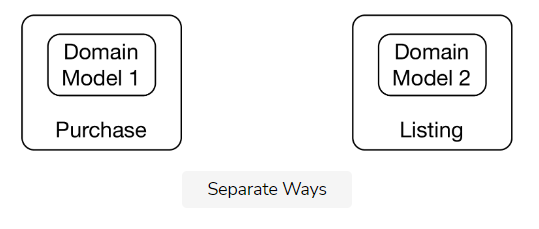 Domain
Model 1
Purchase
Domain
Model 2
Listing
Separate Ways